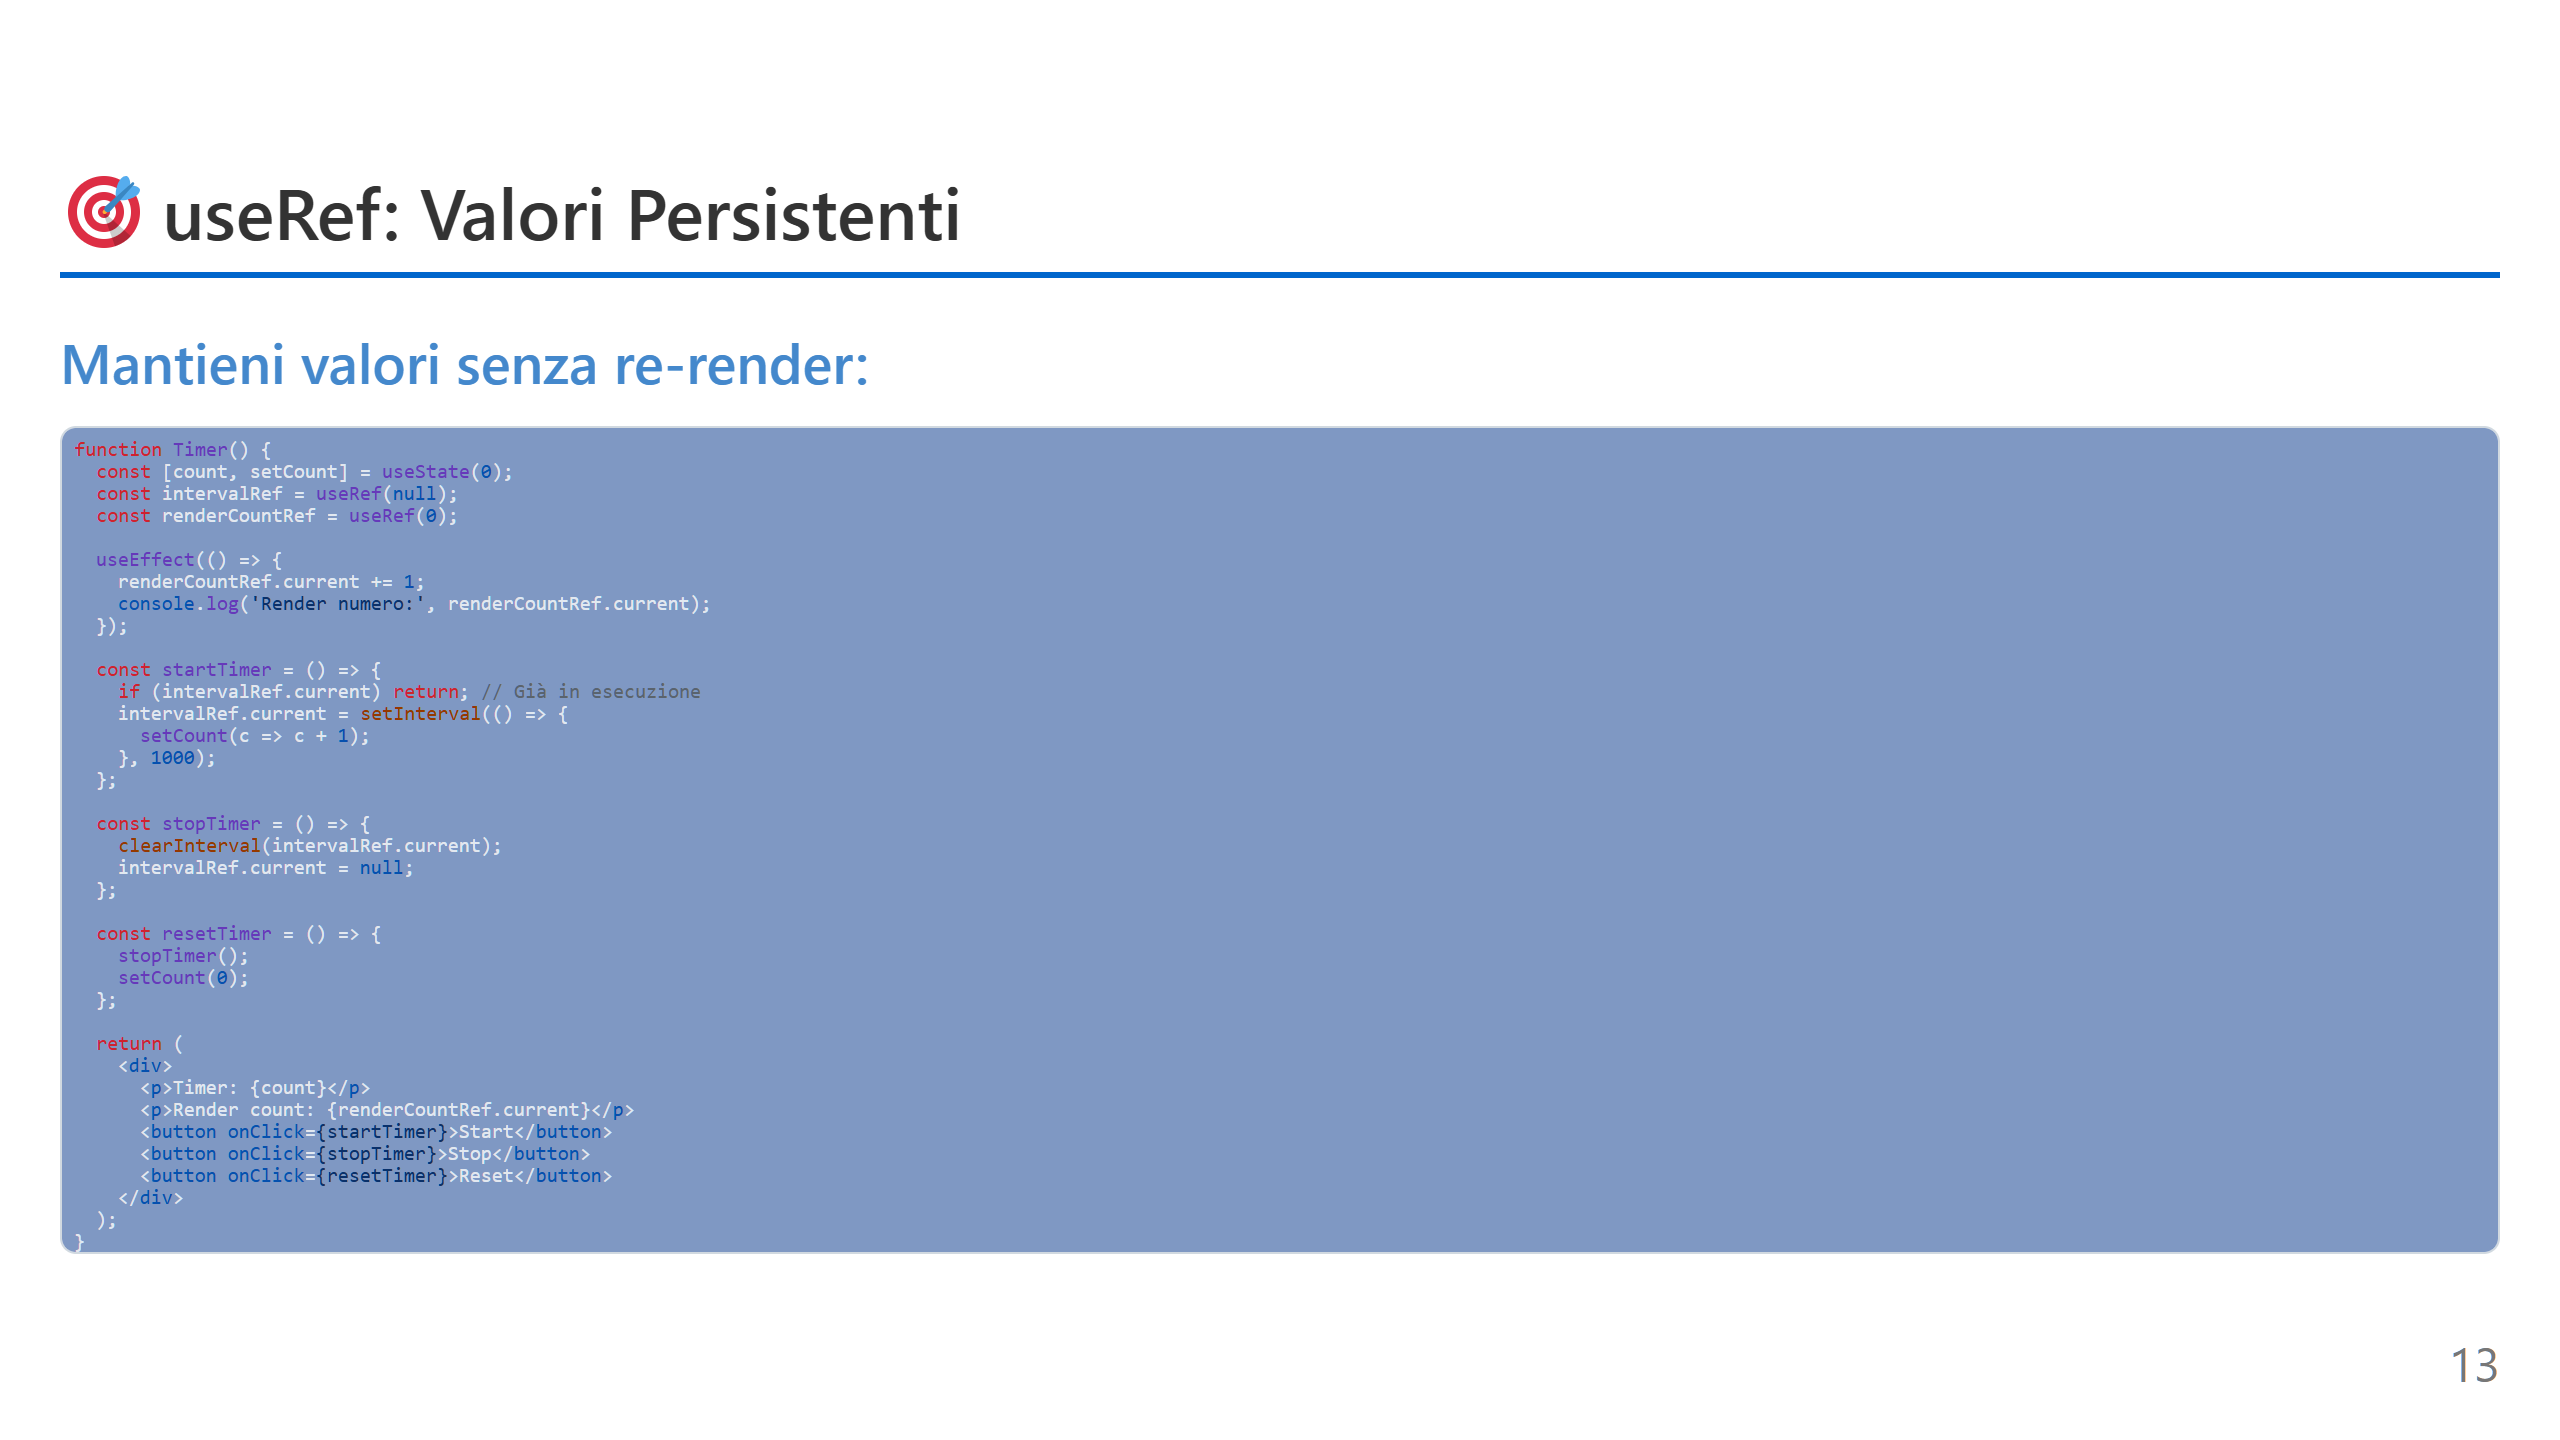 useRef: Valori Persistenti
Mantieni valori senza re-render:
function Timer() {
  const [count, setCount] = useState(0);
  const intervalRef = useRef(null);
  const renderCountRef = useRef(0);

  useEffect(() => {
    renderCountRef.current += 1;
    console.log('Render numero:', renderCountRef.current);
  });

  const startTimer = () => {
    if (intervalRef.current) return; // Già in esecuzione
    intervalRef.current = setInterval(() => {
      setCount(c => c + 1);
    }, 1000);
  };

  const stopTimer = () => {
    clearInterval(intervalRef.current);
    intervalRef.current = null;
  };

  const resetTimer = () => {
    stopTimer();
    setCount(0);
  };

  return (
    <div>
      <p>Timer: {count}</p>
      <p>Render count: {renderCountRef.current}</p>
      <button onClick={startTimer}>Start</button>
      <button onClick={stopTimer}>Stop</button>
      <button onClick={resetTimer}>Reset</button>
    </div>
  );
}
13